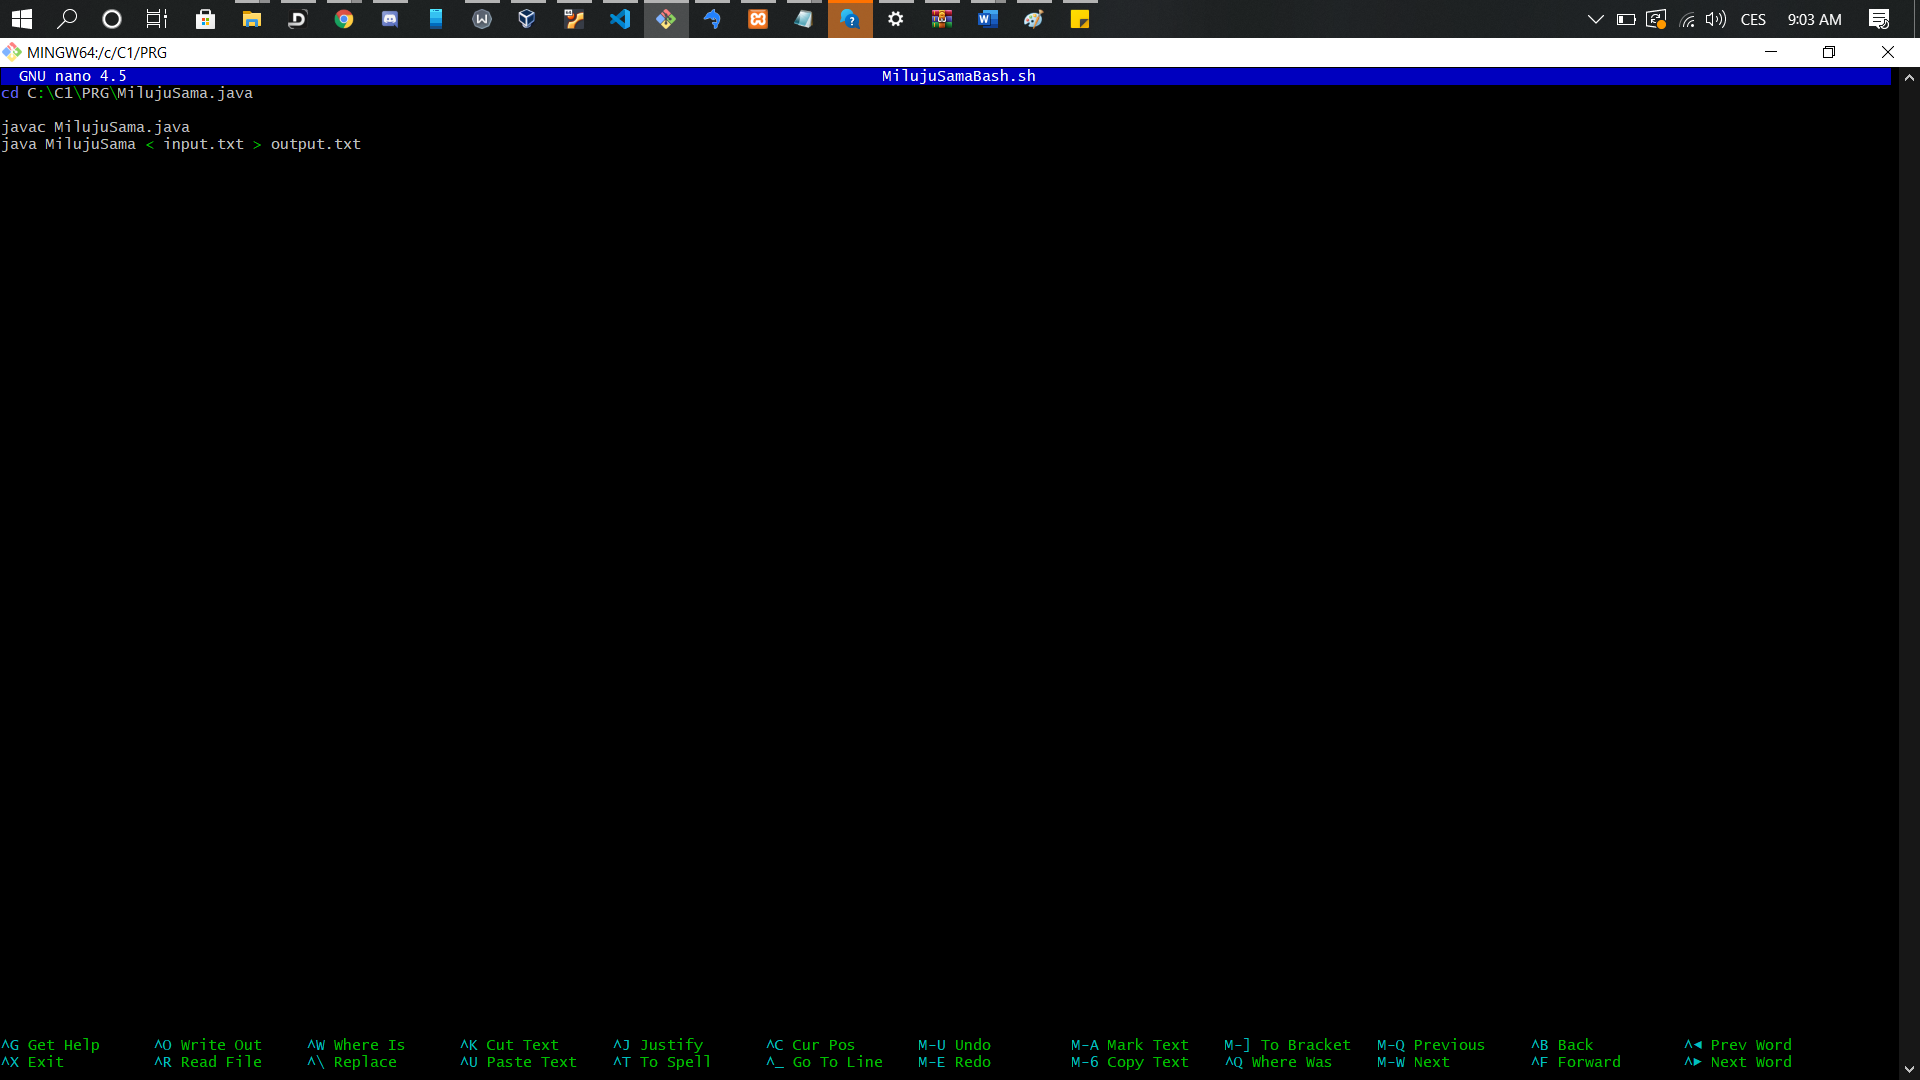 CES
9:03 AM
MINGW64:/c/C1/PRG
GNU nano 4.5 MilujuSamaBash.sh
cd C:\C1\PRG\MilujuSama.java
javac MilujuSama.java
java MilujuSama < input.txt > output.txt
^G Get Help ^O Write Out ^W Where Is ^K Cut Text ^J Justify ^C Cur Pos M-U Undo M-A Mark Text M-] To Bracket M-Q Previous ^B Back ^◄ Prev Word
^X Exit ^R Read File ^\ Replace ^U Paste Text ^T To Spell ^_ Go To Line M-E Redo M-6 Copy Text ^Q Where Was M-W Next ^F Forward ^► Next Word